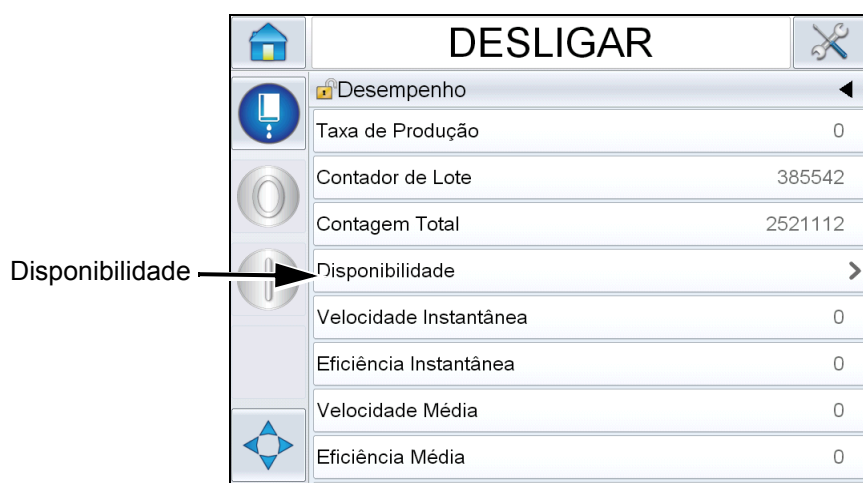 DESLIGAR
Desempenho
Taxa de Produção 0
Contador de Lote 385542
Contagem Total 2521112
Disponibilidade
Disponibilidade
Velocidade Instantânea 0
Eficiência Instantânea 0
Velocidade Média 0
Eficiência Média 0